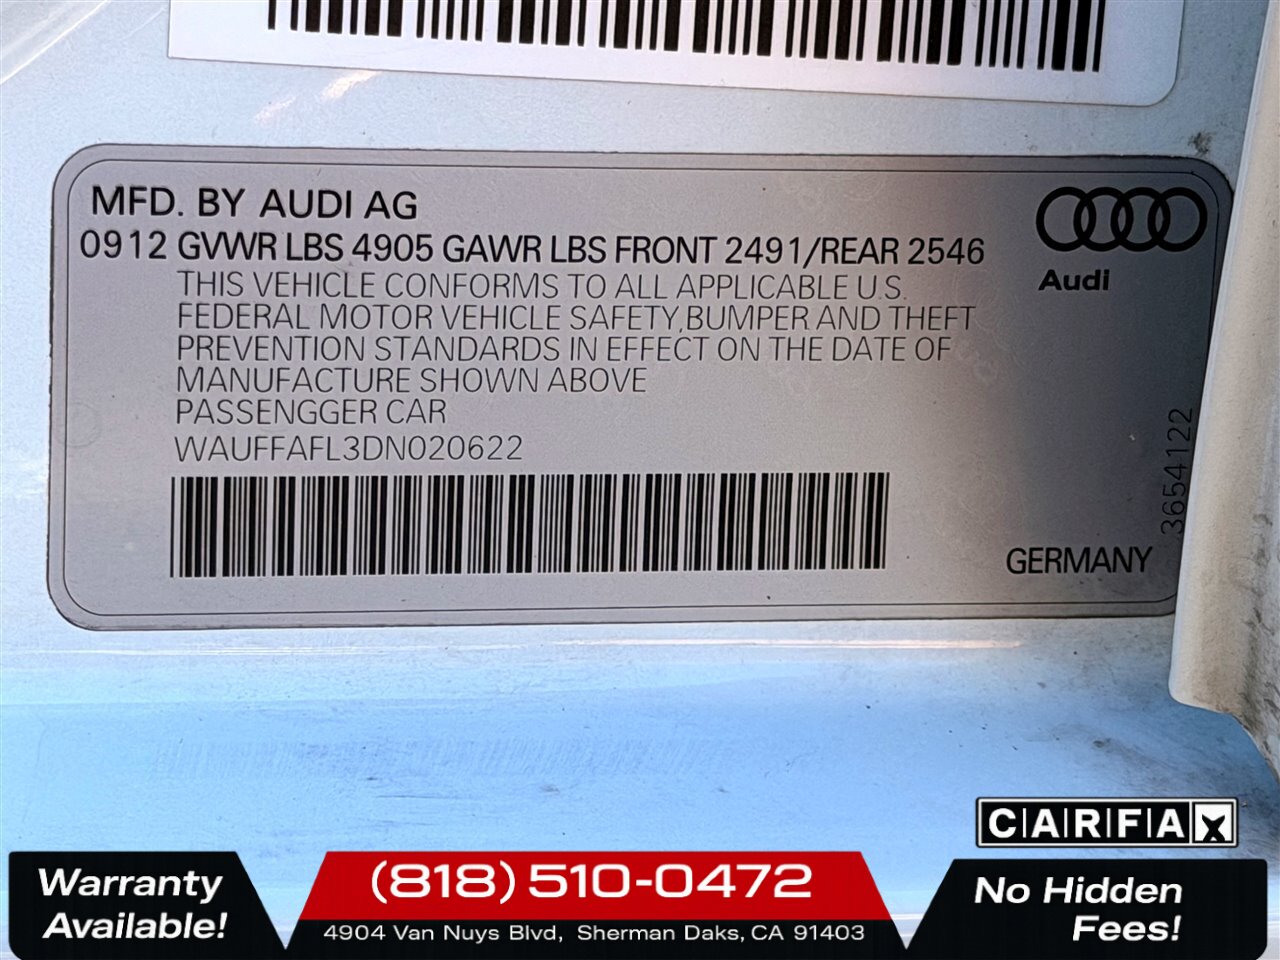 MFD. BY AUDI AG
0912 GVWR LBS 4905 GAWR LBS FRONT 2491/REAR 2546
THIS VEHICLE CONFORMS TO ALL APPLICABLE U.S.
FEDERAL MOTOR VEHICLE SAFETY,BUMPER AND THEFT
PREVENTION STANDARDS IN EFFECT ON THE DATE OF
MANUFACTURE SHOWN ABOVE
PASSENGGER CAR
WAUFFAFL3DN020622
Audi
3654122
GERMANY
CARFAX
Warranty
Available!
(818) 510-0472
4904 Van Nuys Blvd, Sherman Daks, CA 91403
No Hidden
Fees!